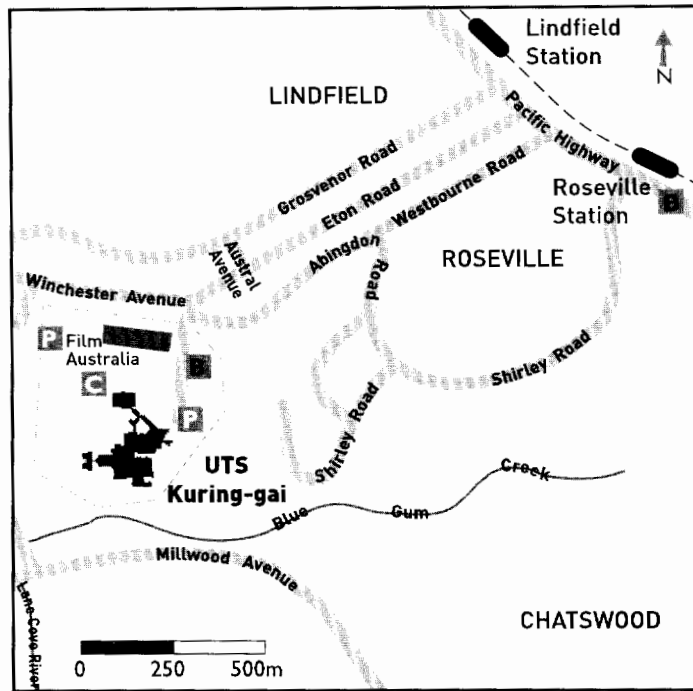 Lindfield
Station
N
LINDFIELD
Pacific Highway
Grosvenor Road
Eton Road
Westbourne Road
Roseville
Station
B
Austral
Avenue
Abingdon
Road
ROSEVILLE
Winchester Avenue
P
Film
Australia
B
C
P
Shirley Road
Shirley Road
UTS
Kuring-gai
Blue Gum Creek
Millwood Avenue
Lane Cove River
CHATSWOOD
0 250 500m